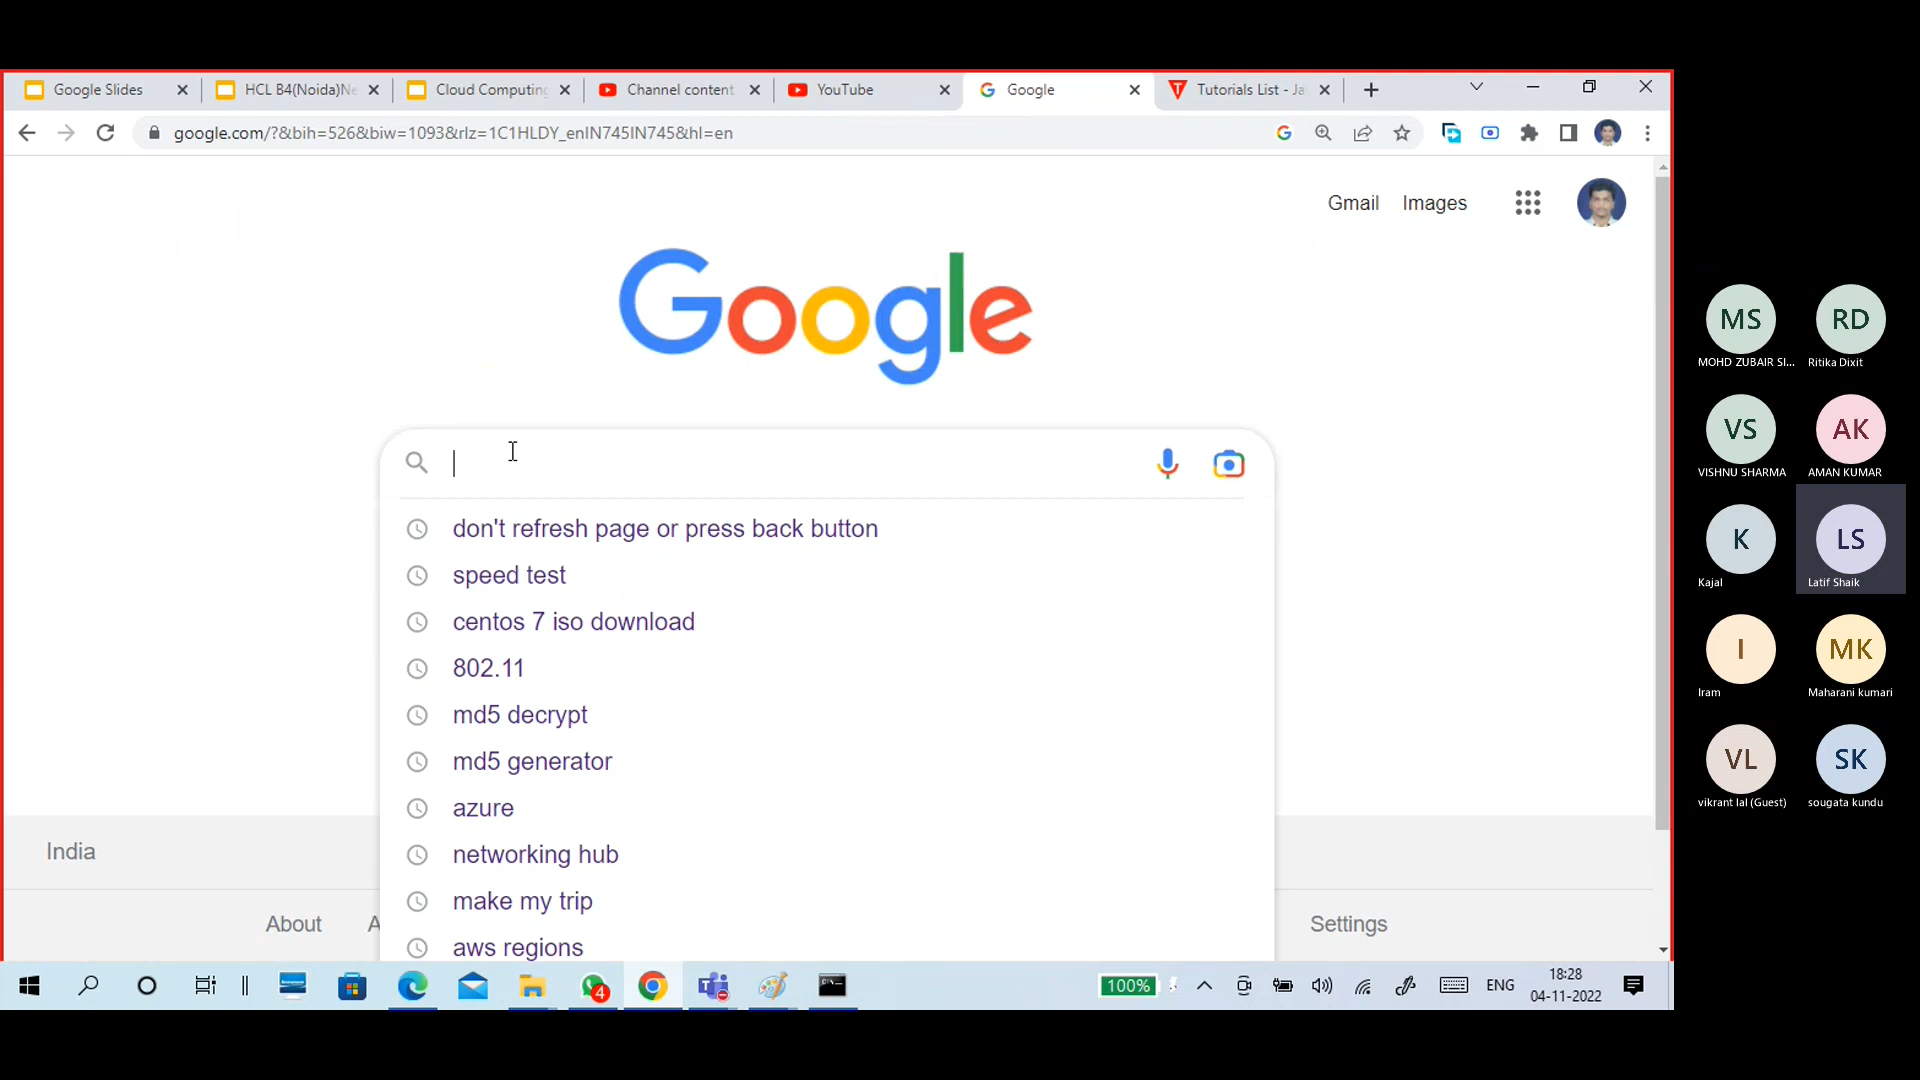 Google Slides
HCL B4(Noidа)Ne
Cloud Computing
Channel content
YouTube
Google
Tutorials List - Ja
google.com/?&bih=526&biw=1093&rlz=1C1HLDY_enIN745IN745&hl=en
Gmail
Images
Google
don't refresh page or press back button
speed test
centos 7 iso download
802.11
md5 decrypt
md5 generator
azure
networking hub
make my trip
aws regions
India
About
A
Settings
4
100%
ENG
18:28
04-11-2022
MS
MOHD ZUBAIR SI...
RD
Ritika Dixit
VS
VISHNU SHARMA
AK
AMAN KUMAR
K
Kajal
LS
Latif Shaik
I
Iram
MK
Maharani kumari
VL
vikrant lal (Guest)
SK
sougata kundu